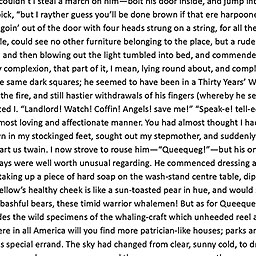 couldn't I steal a march on him—bolt his door inside, and jump int
pick, "but I rayther guess you'll be done brown if that ere harpoone
goin' out of the door with four heads strung on a string, for all the
le, could see no other furniture belonging to the place, but a rude
and then blowing out the light tumbled into bed, and commended
y complexion, that part of it, I mean, lying round about, and compl
e same dark squares; he seemed to have been in a Thirty Years' W
the fire, and still hastier withdrawals of his fingers (whereby he se
ted I. "Landlord! Watch! Coffin! Angels! save me!" "Speak-e! tell-ee
most loving and affectionate manner. You had almost thought I had
wn in my stockinged feet, sought out my stepmother, and suddenly
art us twain. I now strove to rouse him—"Queequeg!"—but his on
ays were well worth unusual regarding. He commenced dressing a
taking up a piece of hard soap on the wash-stand centre table, dip
fellow's healthy cheek is like a sun-toasted pear in hue, and would
bashful bears, these timid warrior whalemen! But as for Queeque
des the wild specimens of the whaling-craft which unheeded reel a
ere in all America will you find more patrician-like houses; parks an
s special errand. The sky had changed from clear, sunny cold, to dr